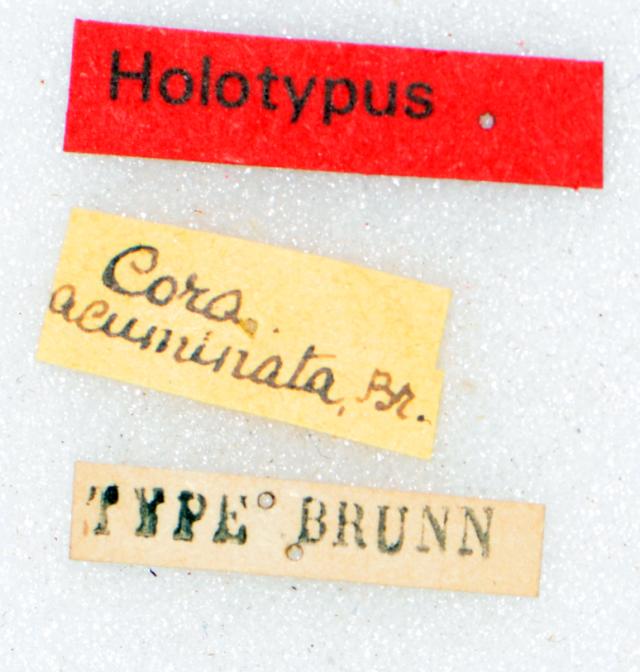 Holotypus
Cora
acuminata, Br.
TYPE BRUNN